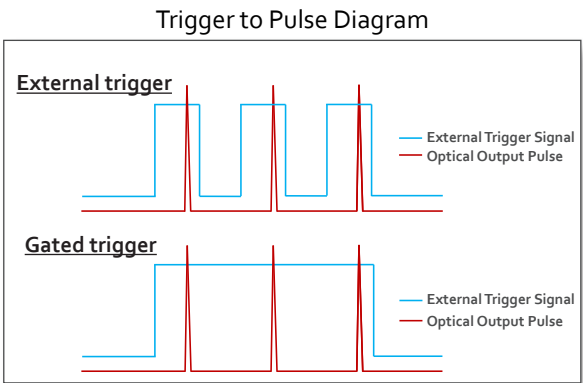 Trigger to Pulse Diagram
External trigger
External Trigger Signal
Optical Output Pulse
Gated trigger
External Trigger Signal
Optical Output Pulse